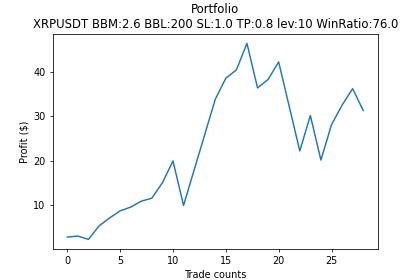 Portfolio
XRPUSDT BBM:2.6 BBL:200 SL:1.0 TP:0.8 lev:10 WinRatio:76.0
Profit ($)
40
30
20
10
0 5 10 15 20 25
Trade counts